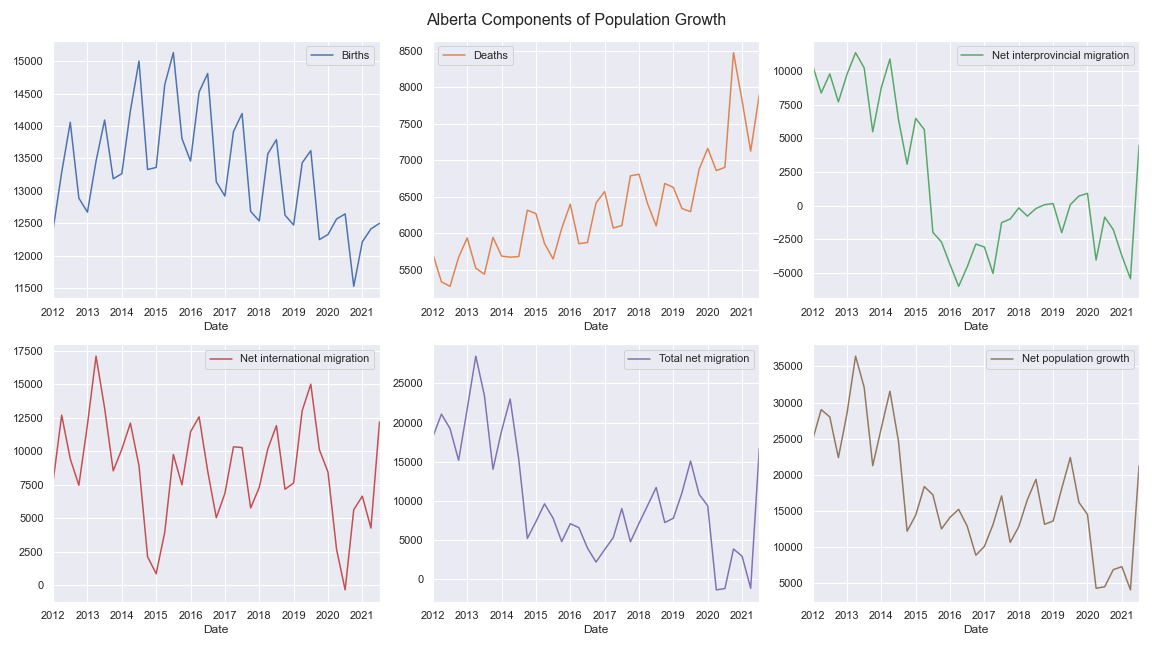 Alberta Components of Population Growth
Births
15000
14500
14000
13500
13000
12500
12000
11500
2012 2013 2014 2015 2016 2017 2018 2019 2020 2021
Date
Deaths
8500
8000
7500
7000
6500
6000
5500
2012 2013 2014 2015 2016 2017 2018 2019 2020 2021
Date
Net interprovincial migration
10000
7500
5000
2500
0
−2500
−5000
2012 2013 2014 2015 2016 2017 2018 2019 2020 2021
Date
Net international migration
17500
15000
12500
10000
7500
5000
2500
0
2012 2013 2014 2015 2016 2017 2018 2019 2020 2021
Date
Total net migration
25000
20000
15000
10000
5000
0
2012 2013 2014 2015 2016 2017 2018 2019 2020 2021
Date
Net population growth
35000
30000
25000
20000
15000
10000
5000
2012 2013 2014 2015 2016 2017 2018 2019 2020 2021
Date